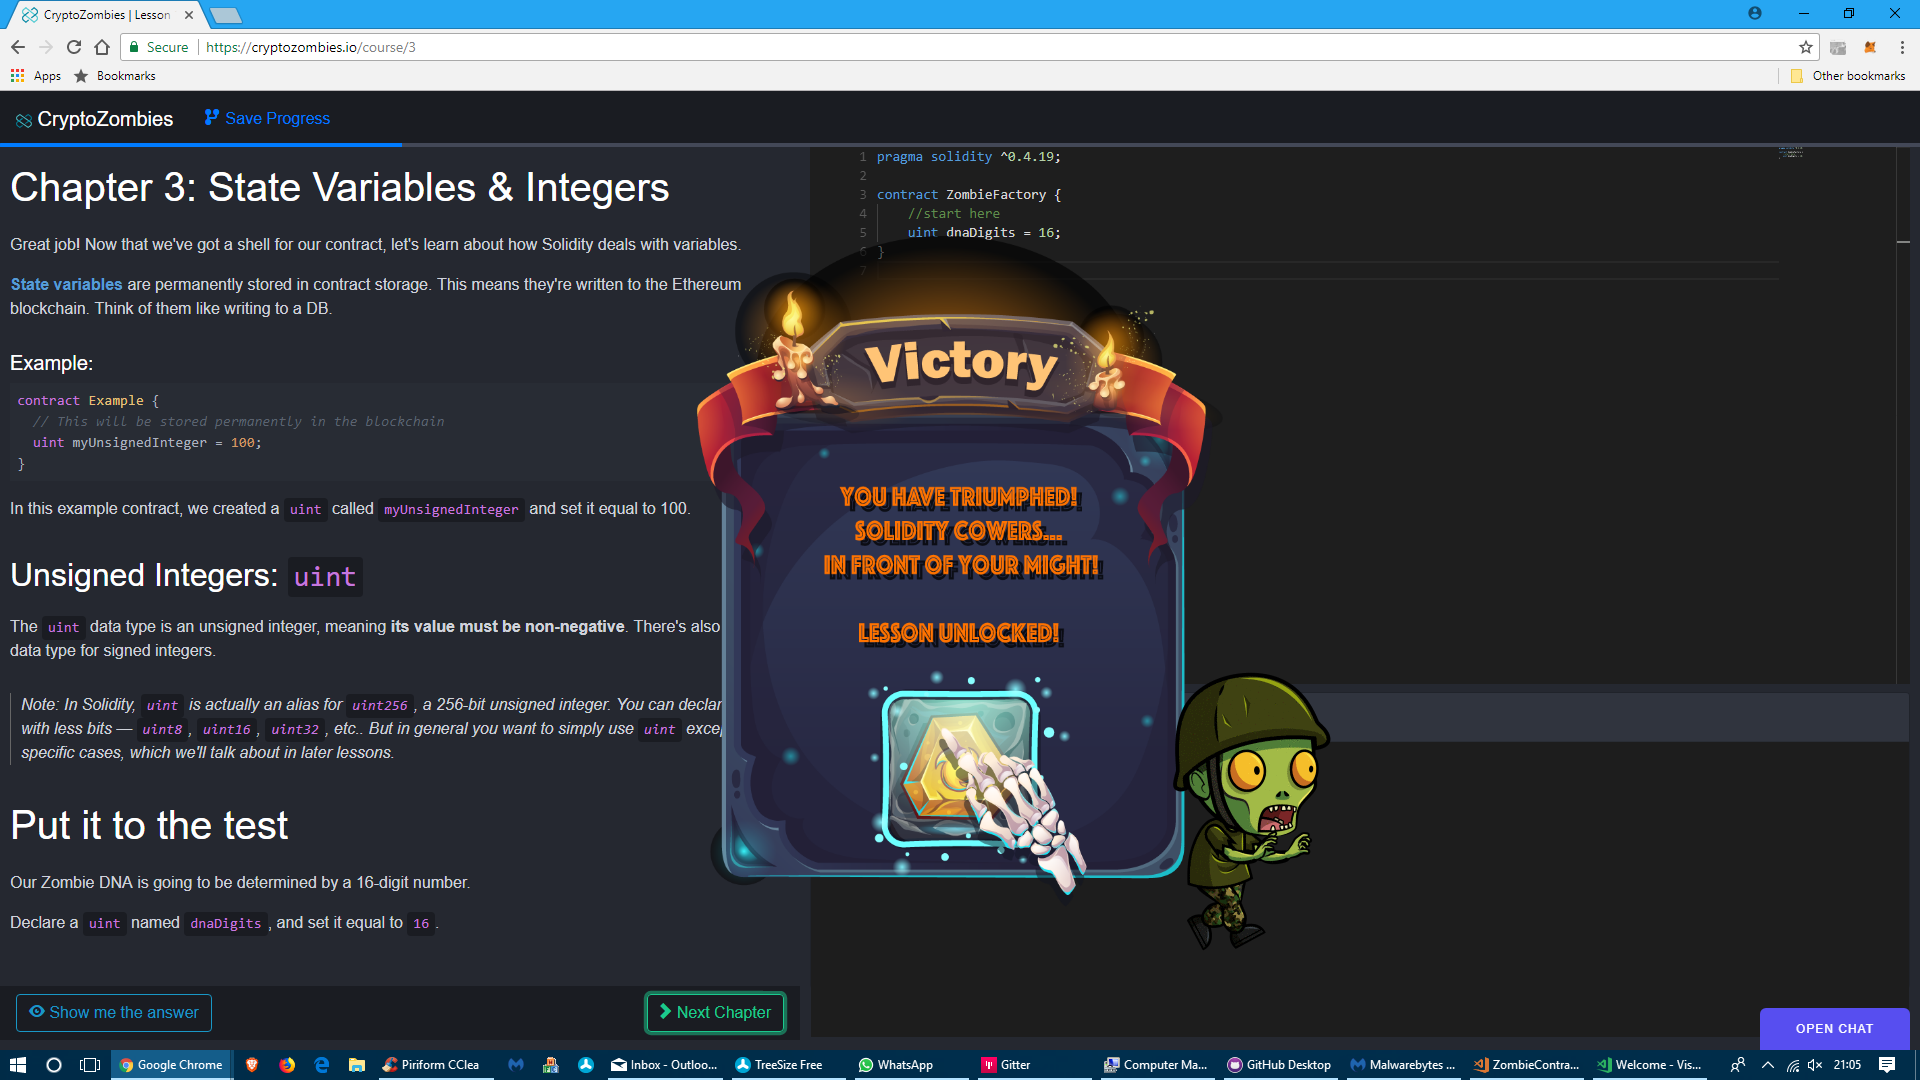 CryptoZombies | Lesson
Secure
https://cryptozombies.io/course/3
Apps
Bookmarks
Other bookmarks
CryptoZombies
Save Progress
Chapter 3: State Variables & Integers
Great job! Now that we've got a shell for our contract, let's learn about how Solidity deals with variables.
State variables are permanently stored in contract storage. This means they're written to the Ethereum
blockchain. Think of them like writing to a DB.
Example:
contract Example {
// This will be stored permanently in the blockchain
uint myUnsignedInteger = 100;
}
In this example contract, we created a uint called myUnsignedInteger and set it equal to 100.
Unsigned Integers: uint
The uint data type is an unsigned integer, meaning its value must be non-negative. There's also
data type for signed integers.
Note: In Solidity, uint is actually an alias for uint256, a 256-bit unsigned integer. You can declar
with less bits — uint8, uint16, uint32, etc.. But in general you want to simply use uint excep
specific cases, which we'll talk about in later lessons.
Put it to the test
Our Zombie DNA is going to be determined by a 16-digit number.
Declare a uint named dnaDigits, and set it equal to 16.
Show me the answer
Next Chapter
1 pragma solidity ^0.4.19;
2
3 contract ZombieFactory {
4 //start here
5 uint dnaDigits = 16;
6 }
7
Victory
YOU HAVE TRIUMPHED!
SOLIDITY COWERS...
IN FRONT OF YOUR MIGHT!
LESSON UNLOCKED!
OPEN CHAT
Google Chrome
Piriform CClea
Inbox - Outloo...
TreeSize Free
WhatsApp
Gitter
Computer Ma...
GitHub Desktop
Malwarebytes ...
ZombieContra...
Welcome - Vis...
21:05